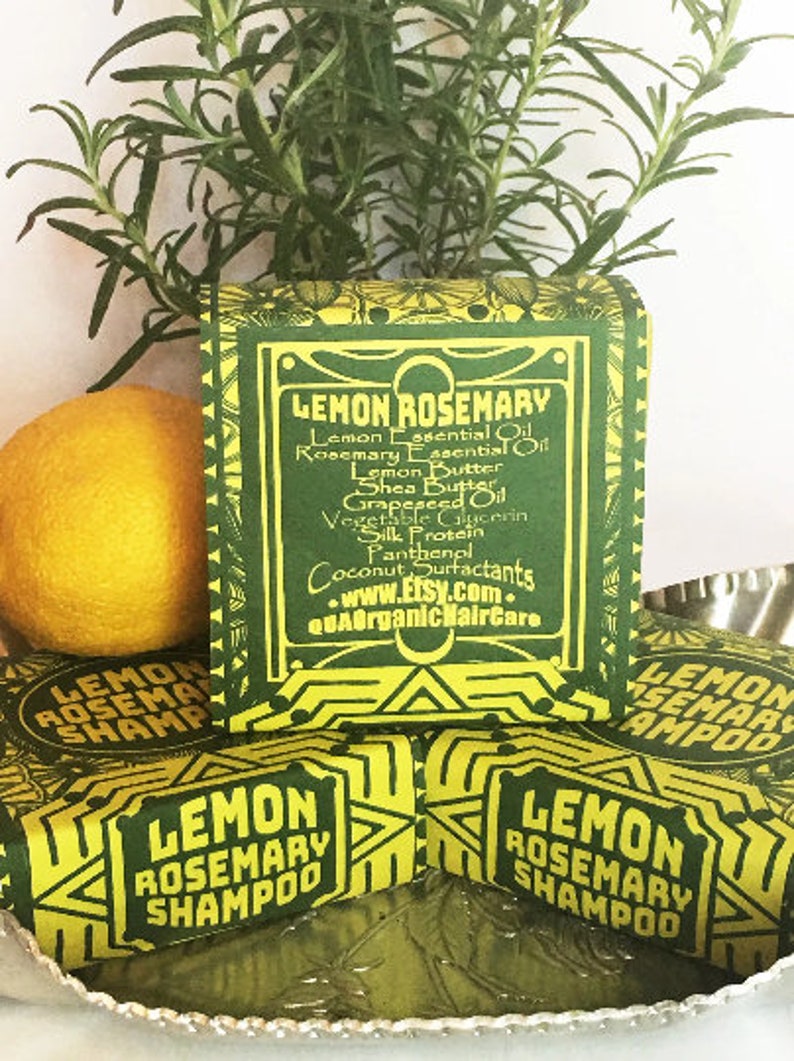 LEMON ROSEMARY
Lemon Essential Oil
Rosemary Essential Oil
Lemon Butter
Shea Butter
Grapeseed Oil
Vegetable Glycerin
Silk Protein
Panthenol
Coconut Surfactants
• www.Etsy.com •
QUAOrganicHairCare
LEMON
ROSEMARY
SHAMPOO
LEMON
ROSEMARY
SHAMPOO
LEMON
ROSEMARY
SHAMPOO
LEMON
ROSEMARY
SHAMPOO